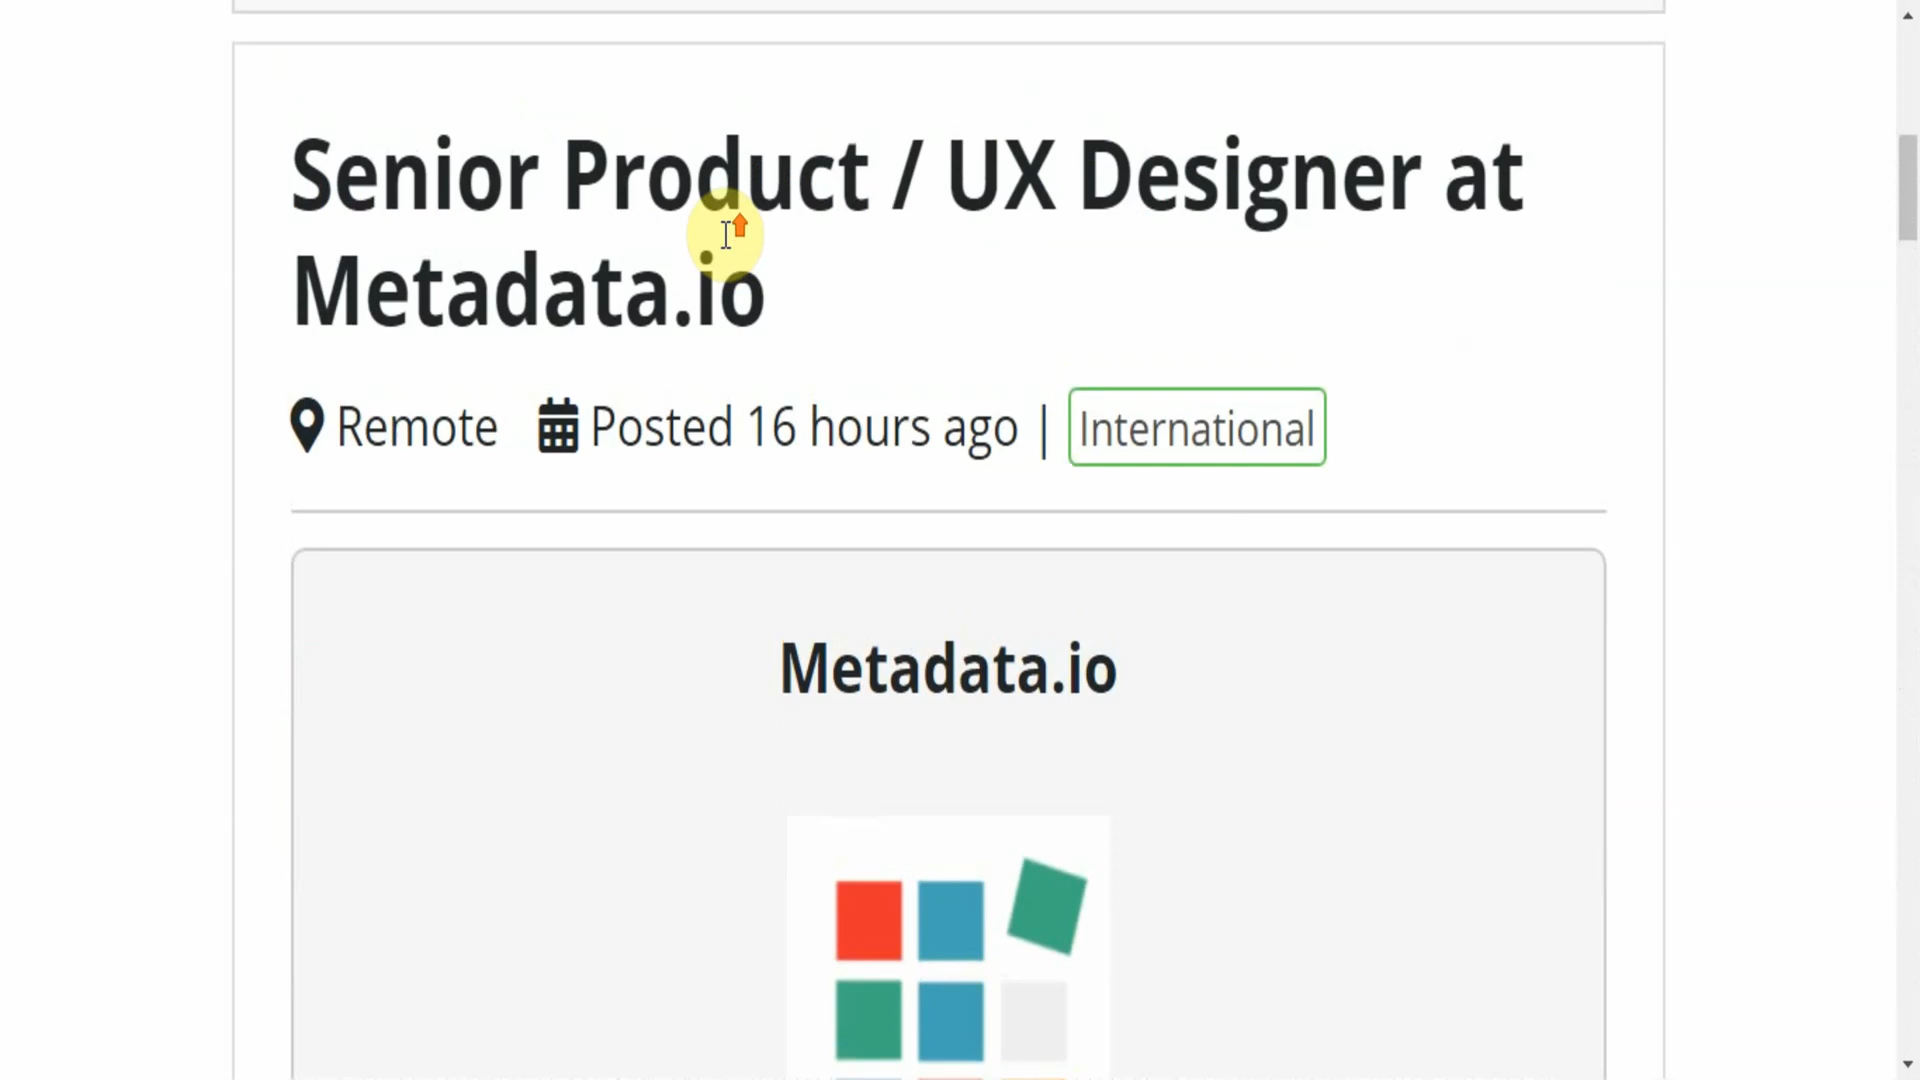 Senior Product / UX Designer at
Metadata.io
Remote Posted 16 hours ago | International
Metadata.io